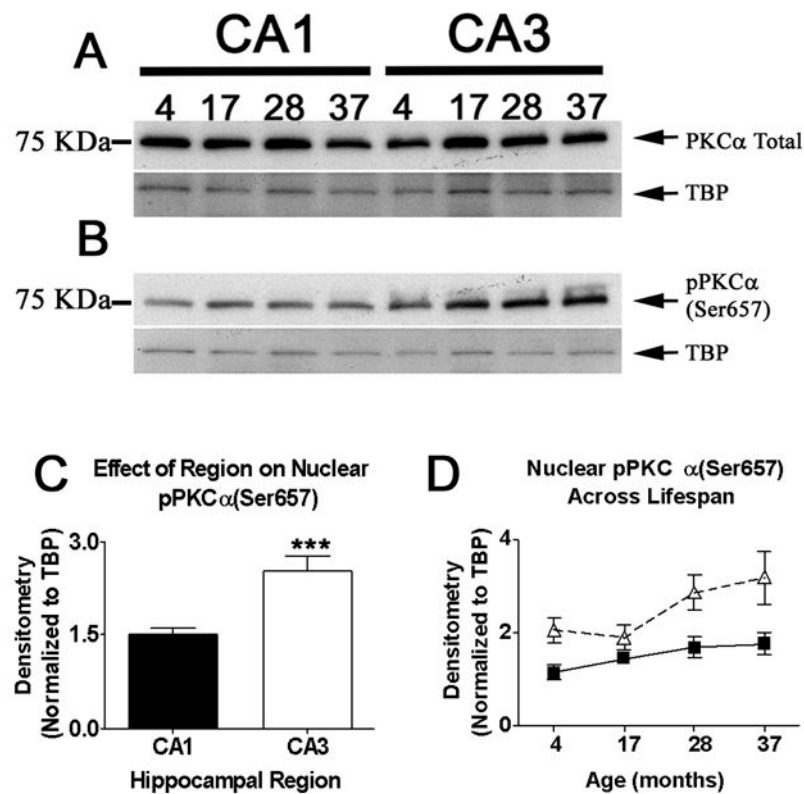 CA1 CA3
A
4 17 28 37 4 17 28 37
75 KDa
PKCα Total
TBP
B
75 KDa
pPKCα
(Ser657)
TBP
C
Effect of Region on Nuclear
pPKCα(Ser657)
Densitometry
(Normalized to TBP)
3.0
1.5
0.0
***
CA1 CA3
Hippocampal Region
D
Nuclear pPKC α(Ser657)
Across Lifespan
Densitometry
(Normalized to TBP)
4
2
0
4 17 28 37
Age (months)